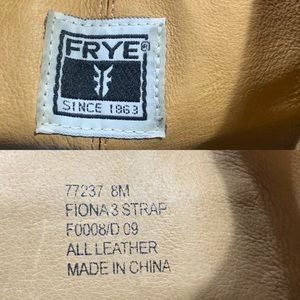 FRYE®
SINCE 1863
77237 8M
FIONA 3 STRAP
F0008/D 09
ALL LEATHER
MADE IN CHINA